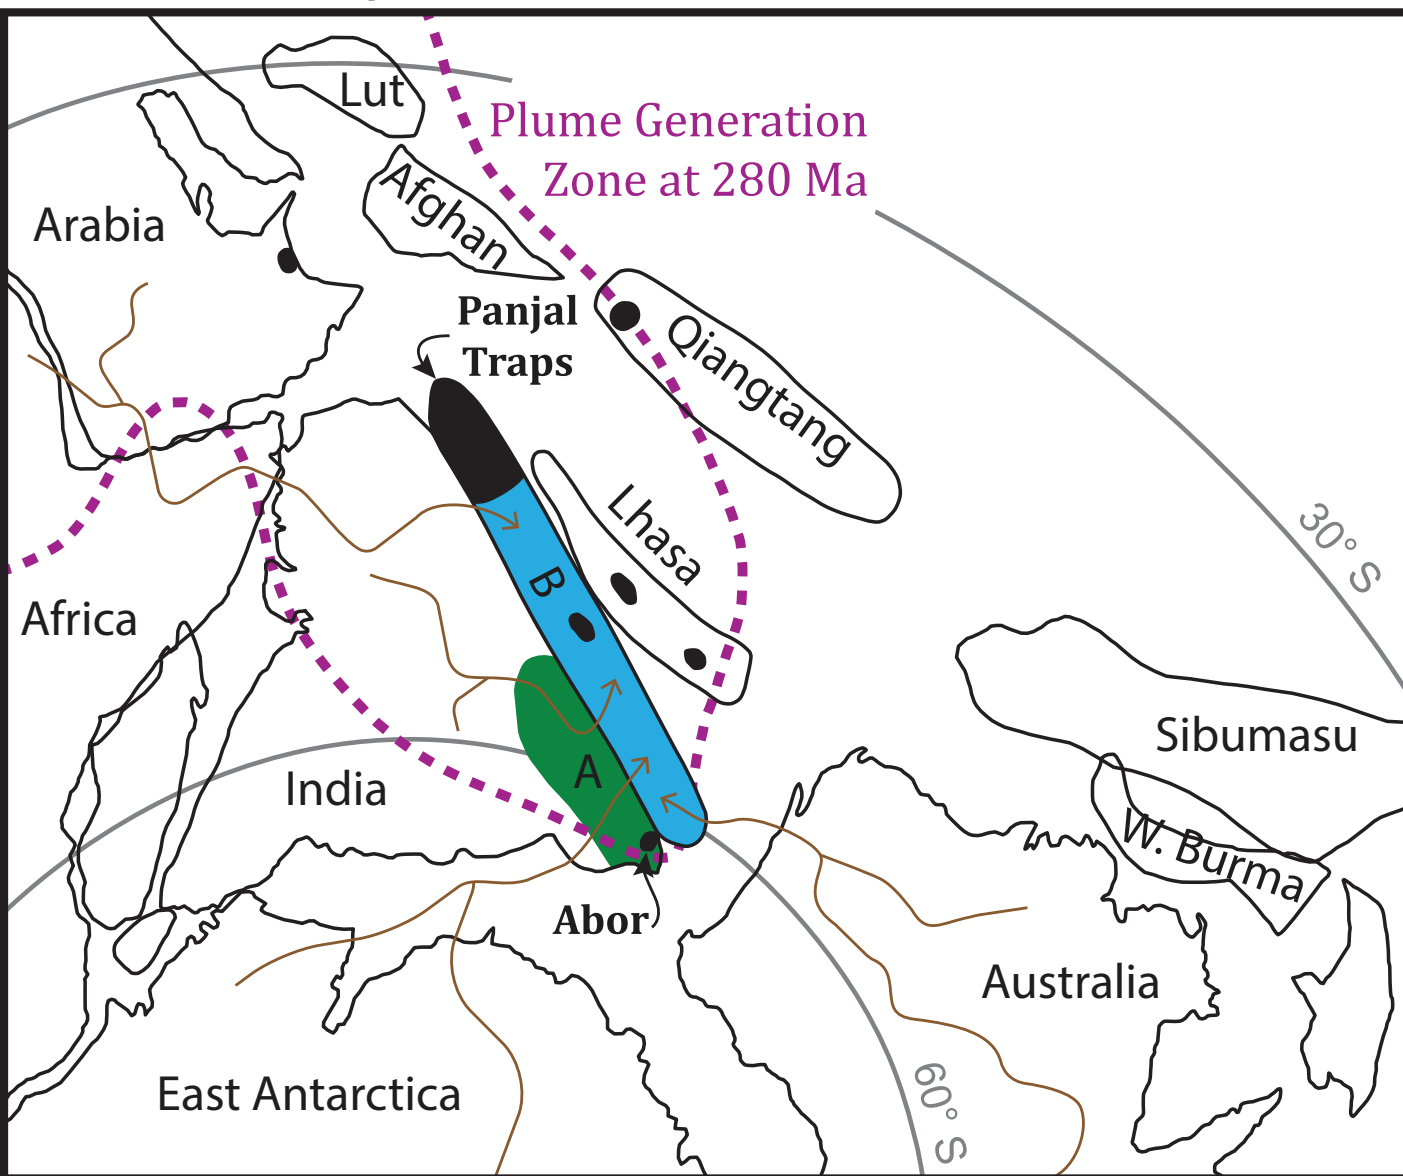 Lut
Plume Generation
Zone at 280 Ma
Afghan
Arabia
Panjal
Traps
Qiangtang
Lhasa
30° S
B
Africa
Sibumasu
A
India
W. Burma
Abor
Australia
East Antarctica
60° S